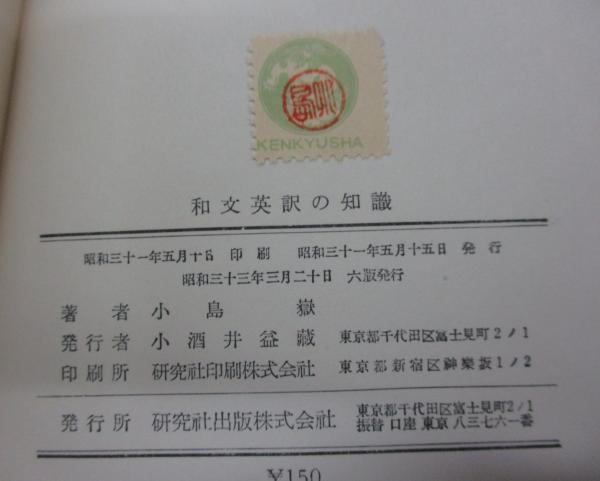 KENKYUSHA
和文英訳の知識
昭和三十一年五月十日 印刷 昭和三十一年五月十五日 発行
昭和三十三年三月二十日 六版発行
著者 小島 嶽
発行者 小酒井益藏 東京都千代田区富士見町2ノ1
印刷所 研究社印刷株式会社 東京都新宿区神樂坂1ノ2
発行所 研究社出版株式会社 東京都千代田区富士見町2ノ1
振替口座東京八三七六一番
¥150